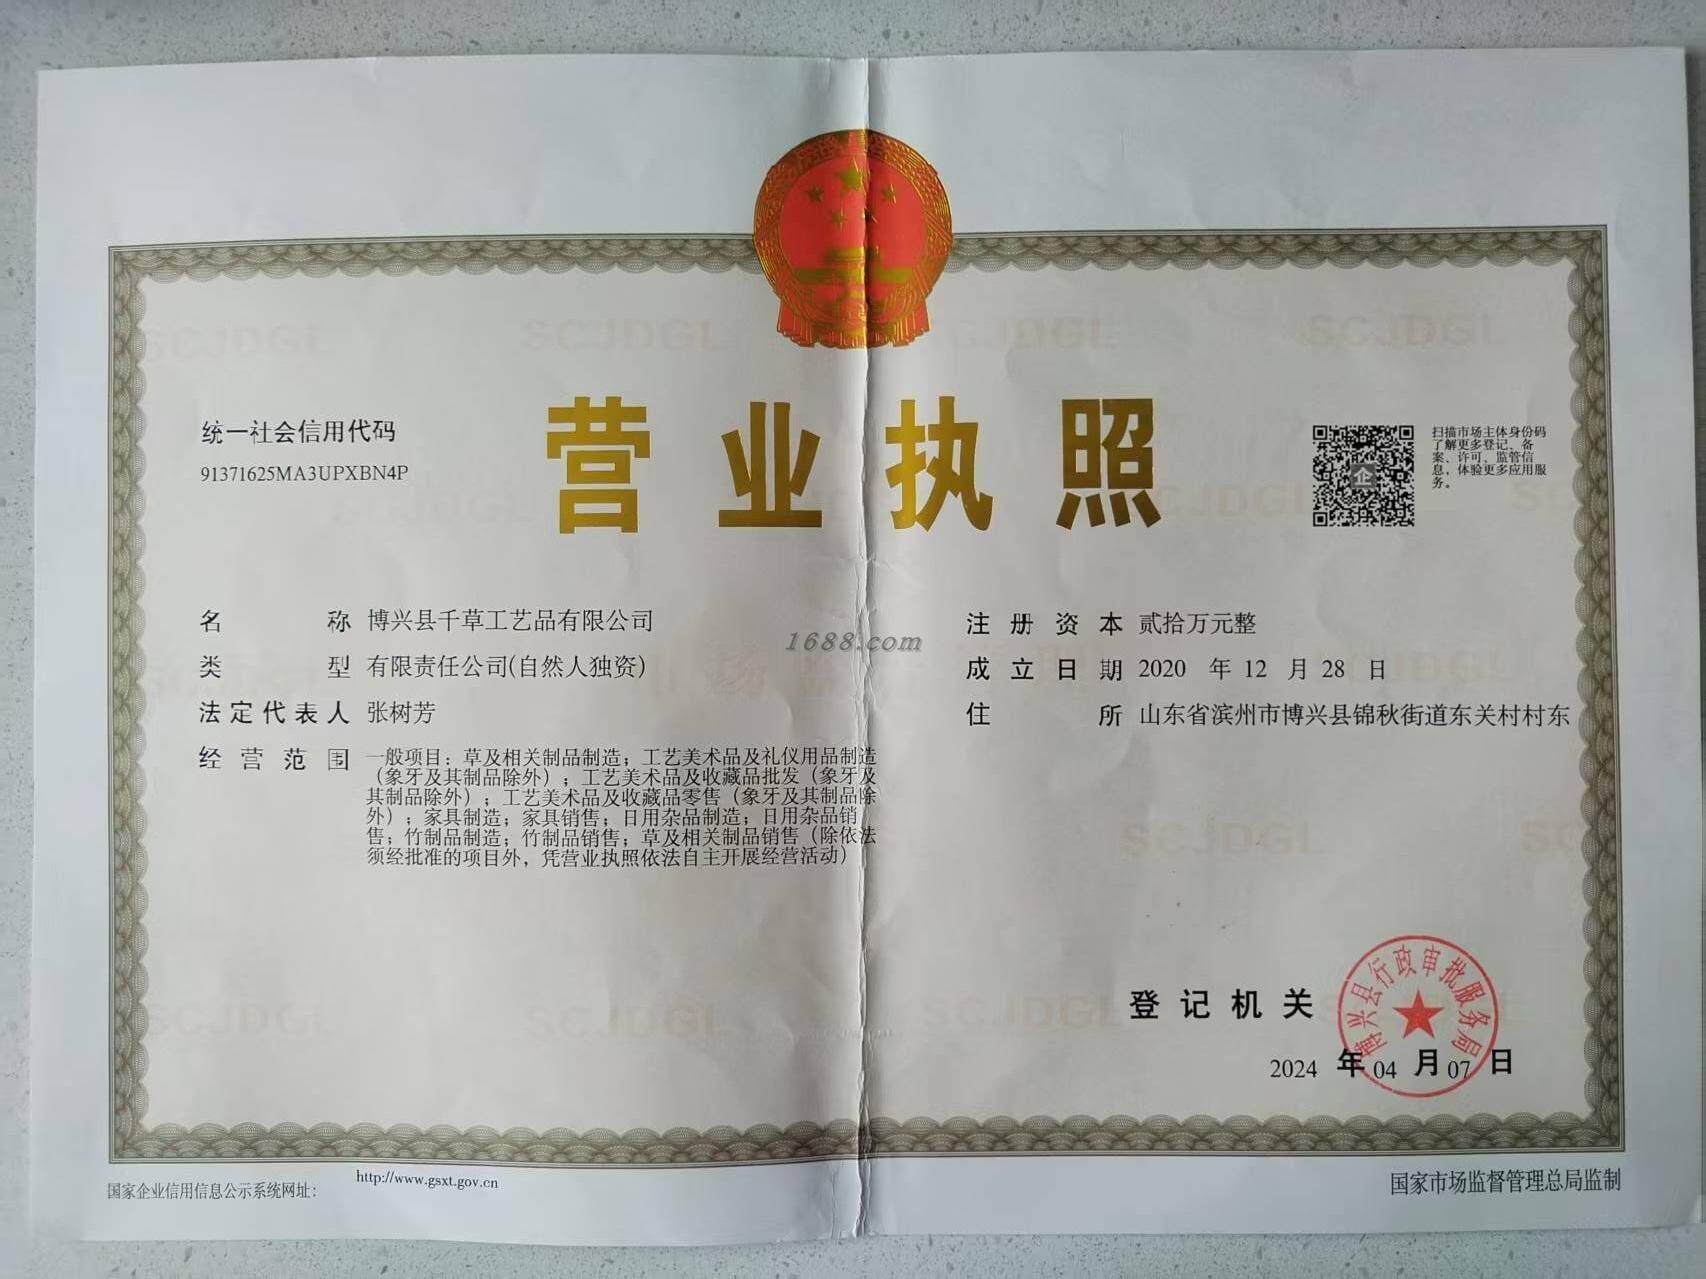 营业执照
统一社会信用代码
91371625MA3UPXBN4P
扫描市场主体身份码
了解更多登记、备
案、许可、监管信
息，体验更多应用服
务。
名称 博兴县千草工艺品有限公司
类型 有限责任公司(自然人独资)
法定代表人 张树芳
经营范围 一般项目：草及相关制品制造；工艺美术品及礼仪用品制造
（象牙及其制品除外）；工艺美术品及收藏品批发（象牙及
其制品除外）；工艺美术品及收藏品零售（象牙及其制品除
外）；家具制造；家具销售；日用杂品制造；日用杂品销
售；竹制品制造；竹制品销售；草及相关制品销售（除依法
须经批准的项目外，凭营业执照依法自主开展经营活动）
1688.com
注册资本 贰拾万元整
成立日期 2020 年 12 月 28 日
住所 山东省滨州市博兴县锦秋街道东关村村东
登记机关
博兴县行政审批服务局
2024 年 04 月 07 日
国家企业信用信息公示系统网址： http://www.gsxt.gov.cn
国家市场监督管理总局监制
SCJDGL